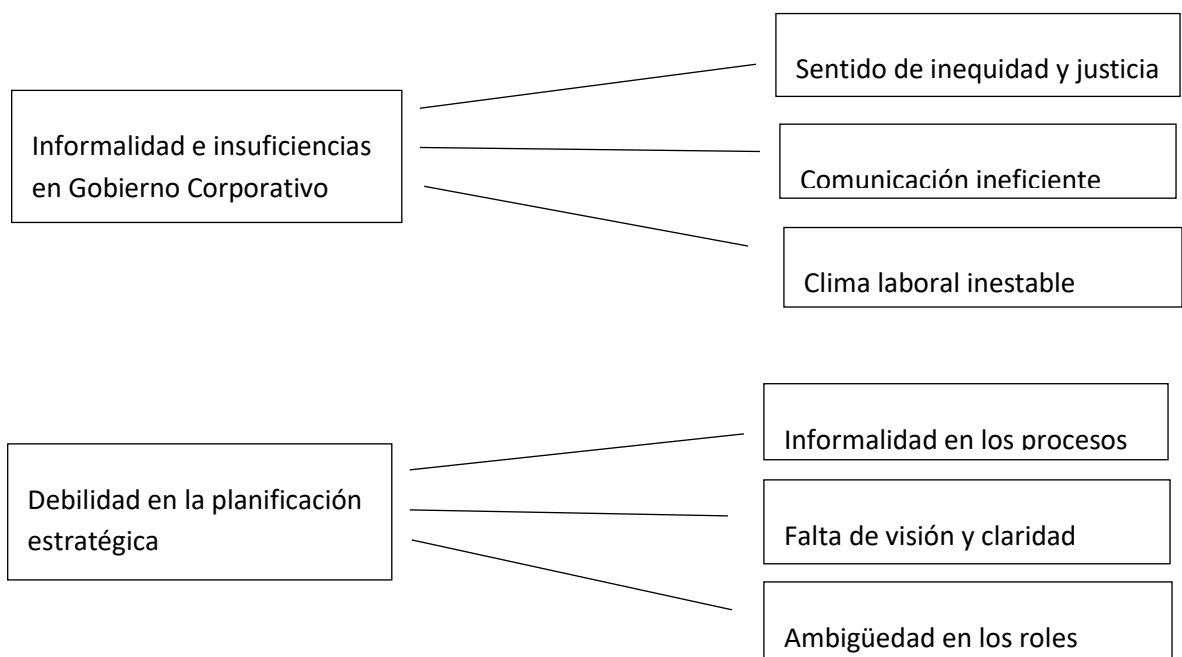 Sentido de inequidad y justicia
Informalidad e insuficiencias
en Gobierno Corporativo
Comunicación ineficiente
Clima laboral inestable
Informalidad en los procesos
Debilidad en la planificación
estratégica
Falta de visión y claridad
Ambigüedad en los roles